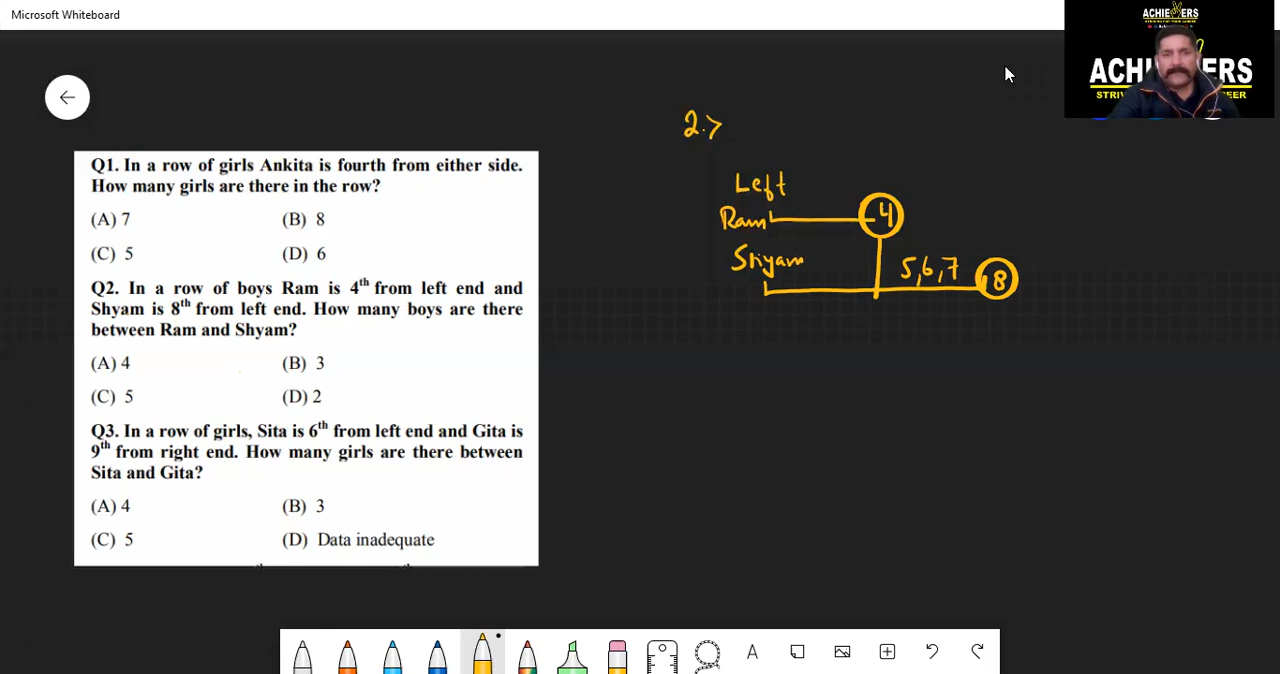 Microsoft Whiteboard
ACHIEVERS
Q1. In a row of girls Ankita is fourth from either side.
How many girls are there in the row?
(A) 7 (B) 8
(C) 5 (D) 6
Q2. In a row of boys Ram is 4th from left end and
Shyam is 8th from left end. How many boys are there
between Ram and Shyam?
(A) 4 (B) 3
(C) 5 (D) 2
Q3. In a row of girls, Sita is 6th from left end and Gita is
9th from right end. How many girls are there between
Sita and Gita?
(A) 4 (B) 3
(C) 5 (D) Data inadequate
2.>
Left
Ram 4
Shyam 5,6,7 8